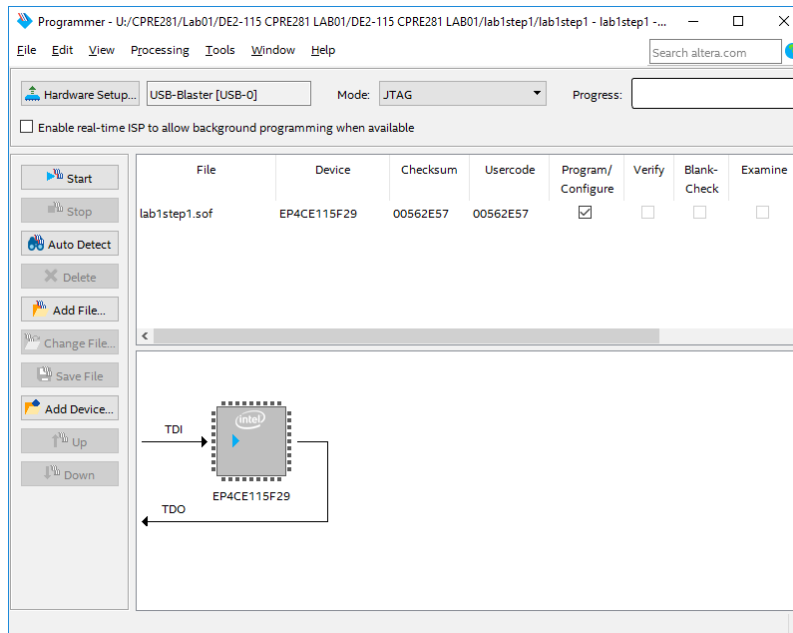 Programmer - U:/CPRE281/Lab01/DE2-115 CPRE281 LAB01/DE2-115 CPRE281 LAB01/lab1step1/lab1step1 - lab1step1 -...
File Edit View Processing Tools Window Help
Search altera.com
Hardware Setup... USB-Blaster [USB-0] Mode: JTAG Progress:
Enable real-time ISP to allow background programming when available
Start
Stop
Auto Detect
Delete
Add File...
Change File...
Save File
Add Device...
Up
Down
File Device Checksum Usercode Program/ Verify Blank- Examine
Configure Check
lab1step1.sof EP4CE115F29 00562E57 00562E57
intel
TDI
EP4CE115F29
TDO